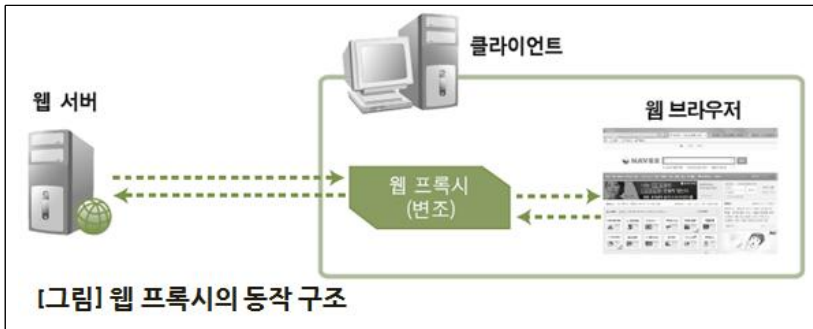 클라이언트
웹 서버
웹 브라우저
NAVER
웹 프록시
(변조)
[그림] 웹 프록시의 동작 구조